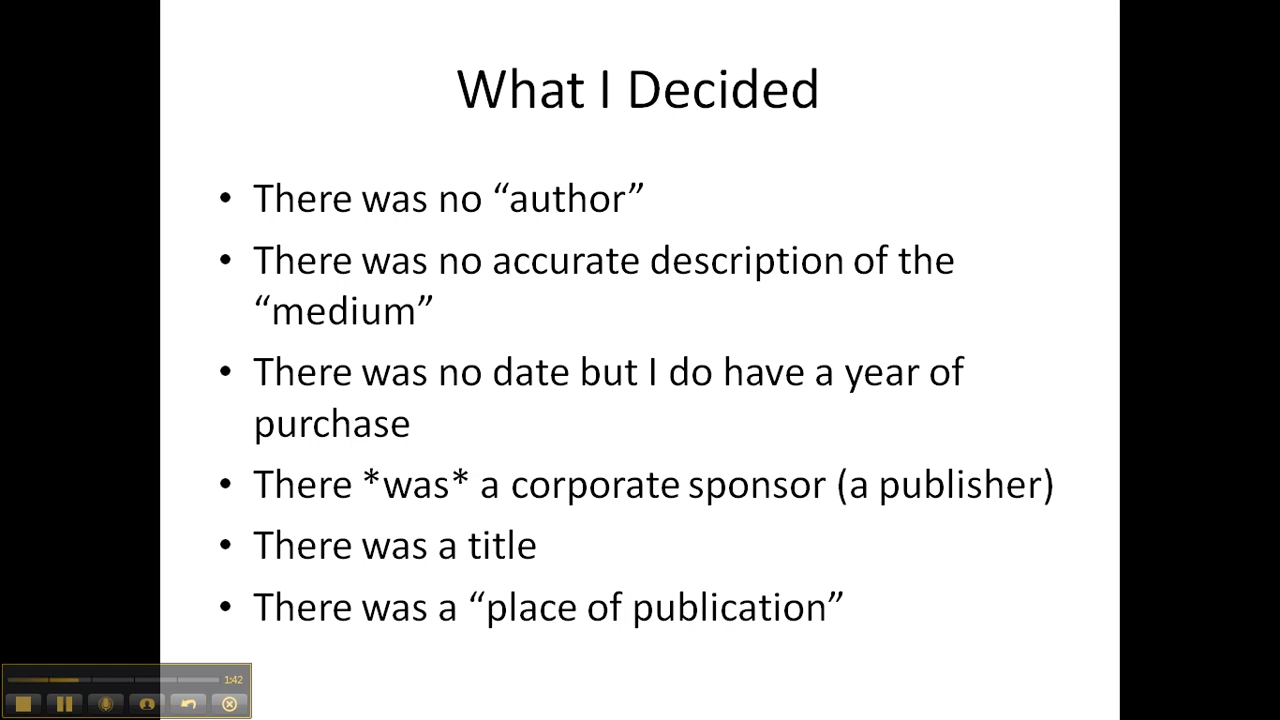 What I Decided
• There was no “author”
• There was no accurate description of the
“medium”
• There was no date but I do have a year of
purchase
• There *was* a corporate sponsor (a publisher)
• There was a title
• There was a “place of publication”
1:42